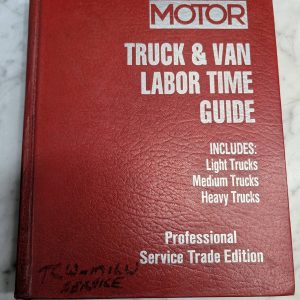 MOTOR
TRUCK & VAN
LABOR TIME
GUIDE
INCLUDES:
Light Trucks
Medium Trucks
Heavy Trucks
Professional
Service Trade Edition
SERVICE